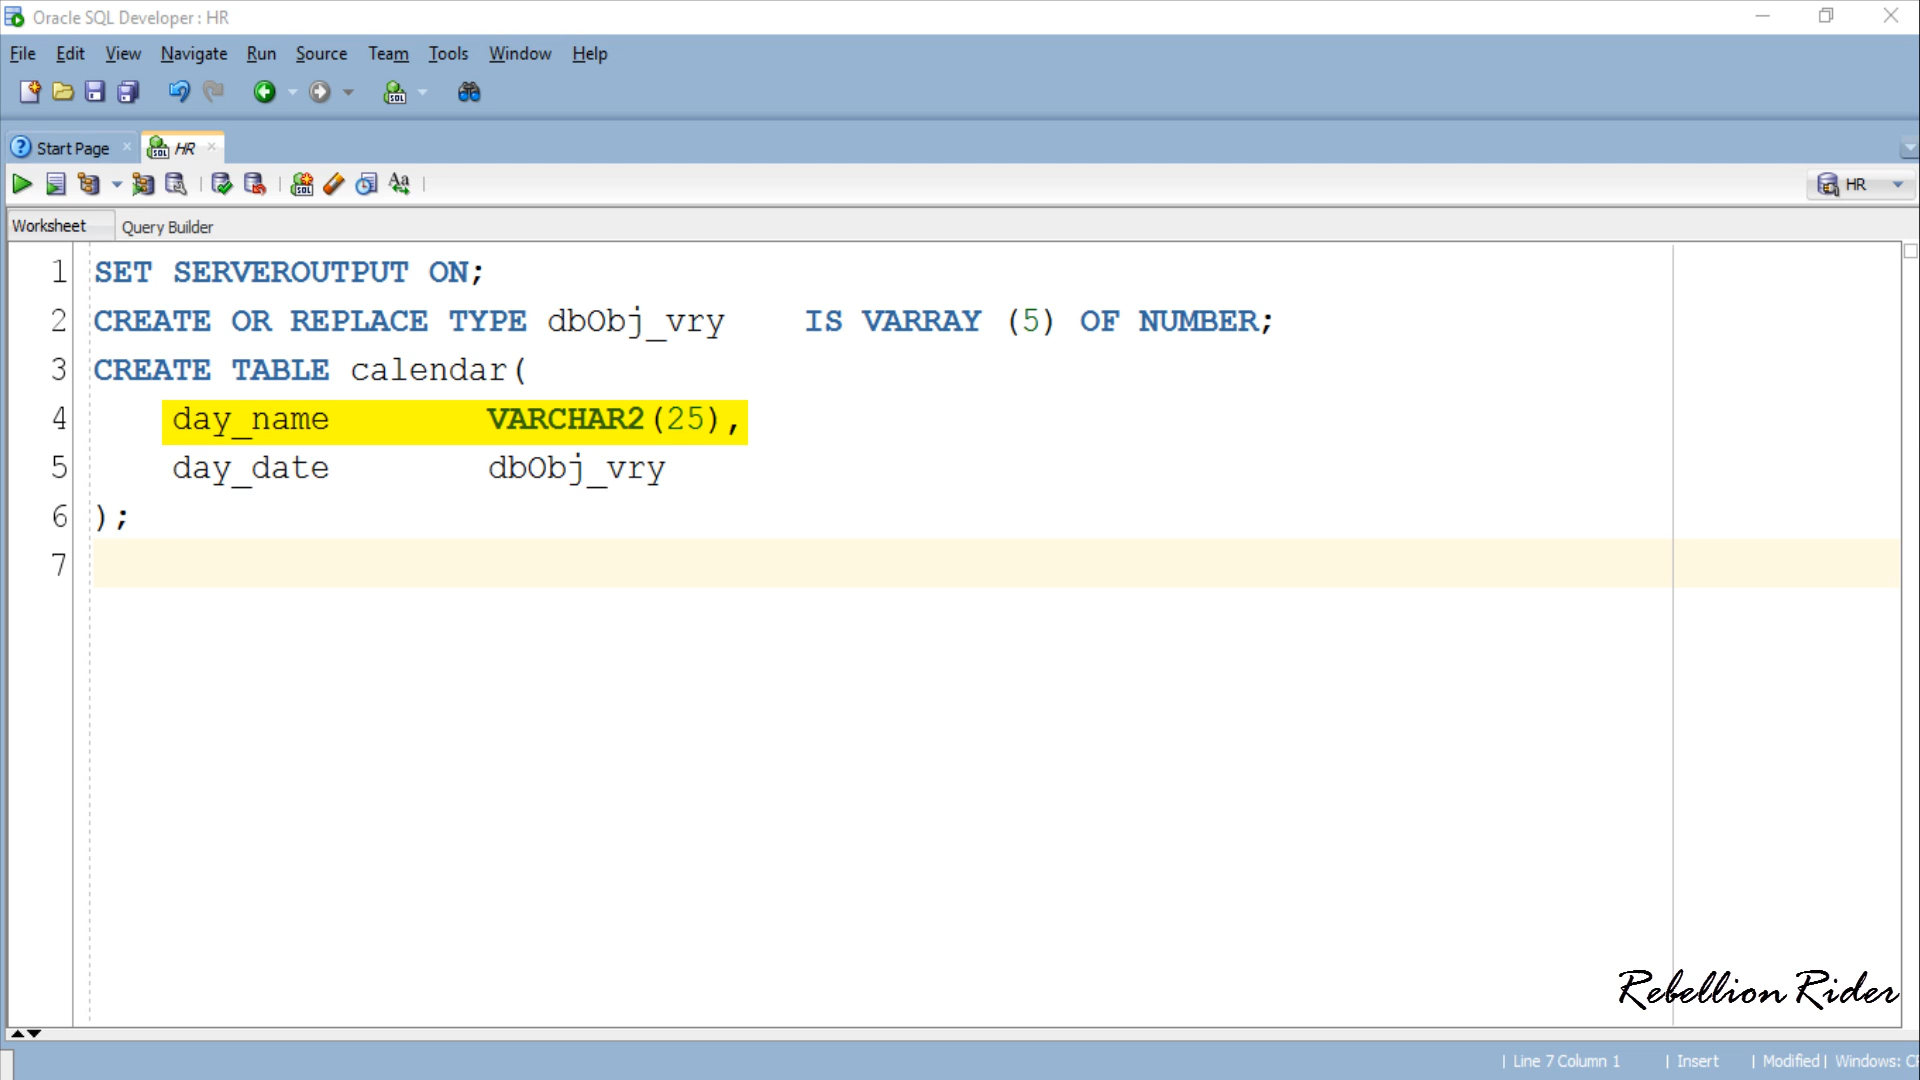 Oracle SQL Developer : HR
File Edit View Navigate Run Source Team Tools Window Help
Start Page HR
HR
Worksheet Query Builder
1 SET SERVEROUTPUT ON;
2 CREATE OR REPLACE TYPE dbObj_vry IS VARRAY (5) OF NUMBER;
3 CREATE TABLE calendar(
4 day_name VARCHAR2(25),
5 day_date dbObj_vry
6 );
7
Rebellion Rider
| Line 7 Column 1 | Insert | Modified | Windows: CF